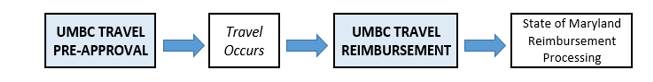 UMBC TRAVEL
PRE-APPROVAL
Travel
Occurs
UMBC TRAVEL
REIMBURSEMENT
State of Maryland
Reimbursement
Processing